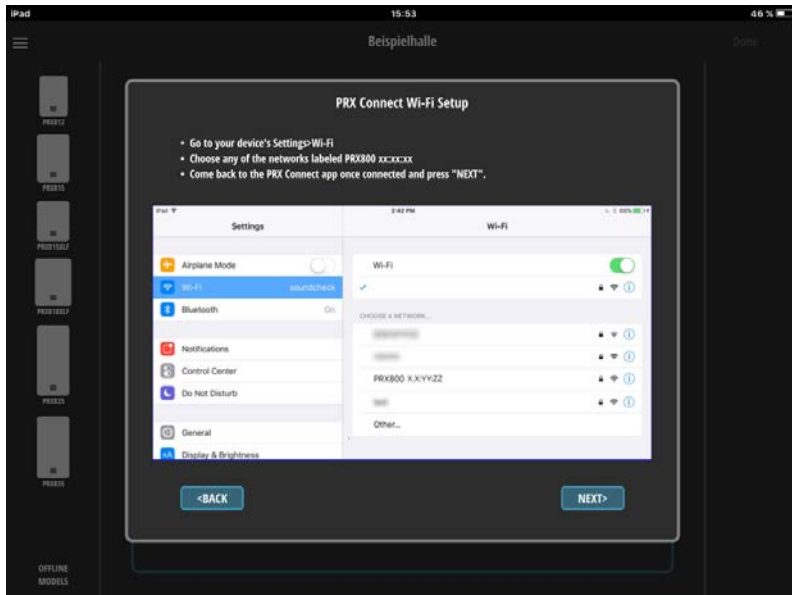 iPad 15:53 46 %
Beispielhalle Done
PRX812
PRX815
PRX815XLF
PRX818XLF
PRX825
PRX835
OFFLINE
MODELS
PRX Connect Wi-Fi Setup
• Go to your device's Settings>Wi-Fi
• Choose any of the networks labeled PRX800 xx:xx:xx
• Come back to the PRX Connect app once connected and press "NEXT".
iPad 2:42 PM
Settings Wi-Fi
Airplane Mode
Wi-Fi soundcheck
Bluetooth On
Notifications
Control Center
Do Not Disturb
General
Display & Brightness
Wi-Fi
CHOOSE A NETWORK...
PRX800 X.X:YY:ZZ
Other...
<BACK NEXT>